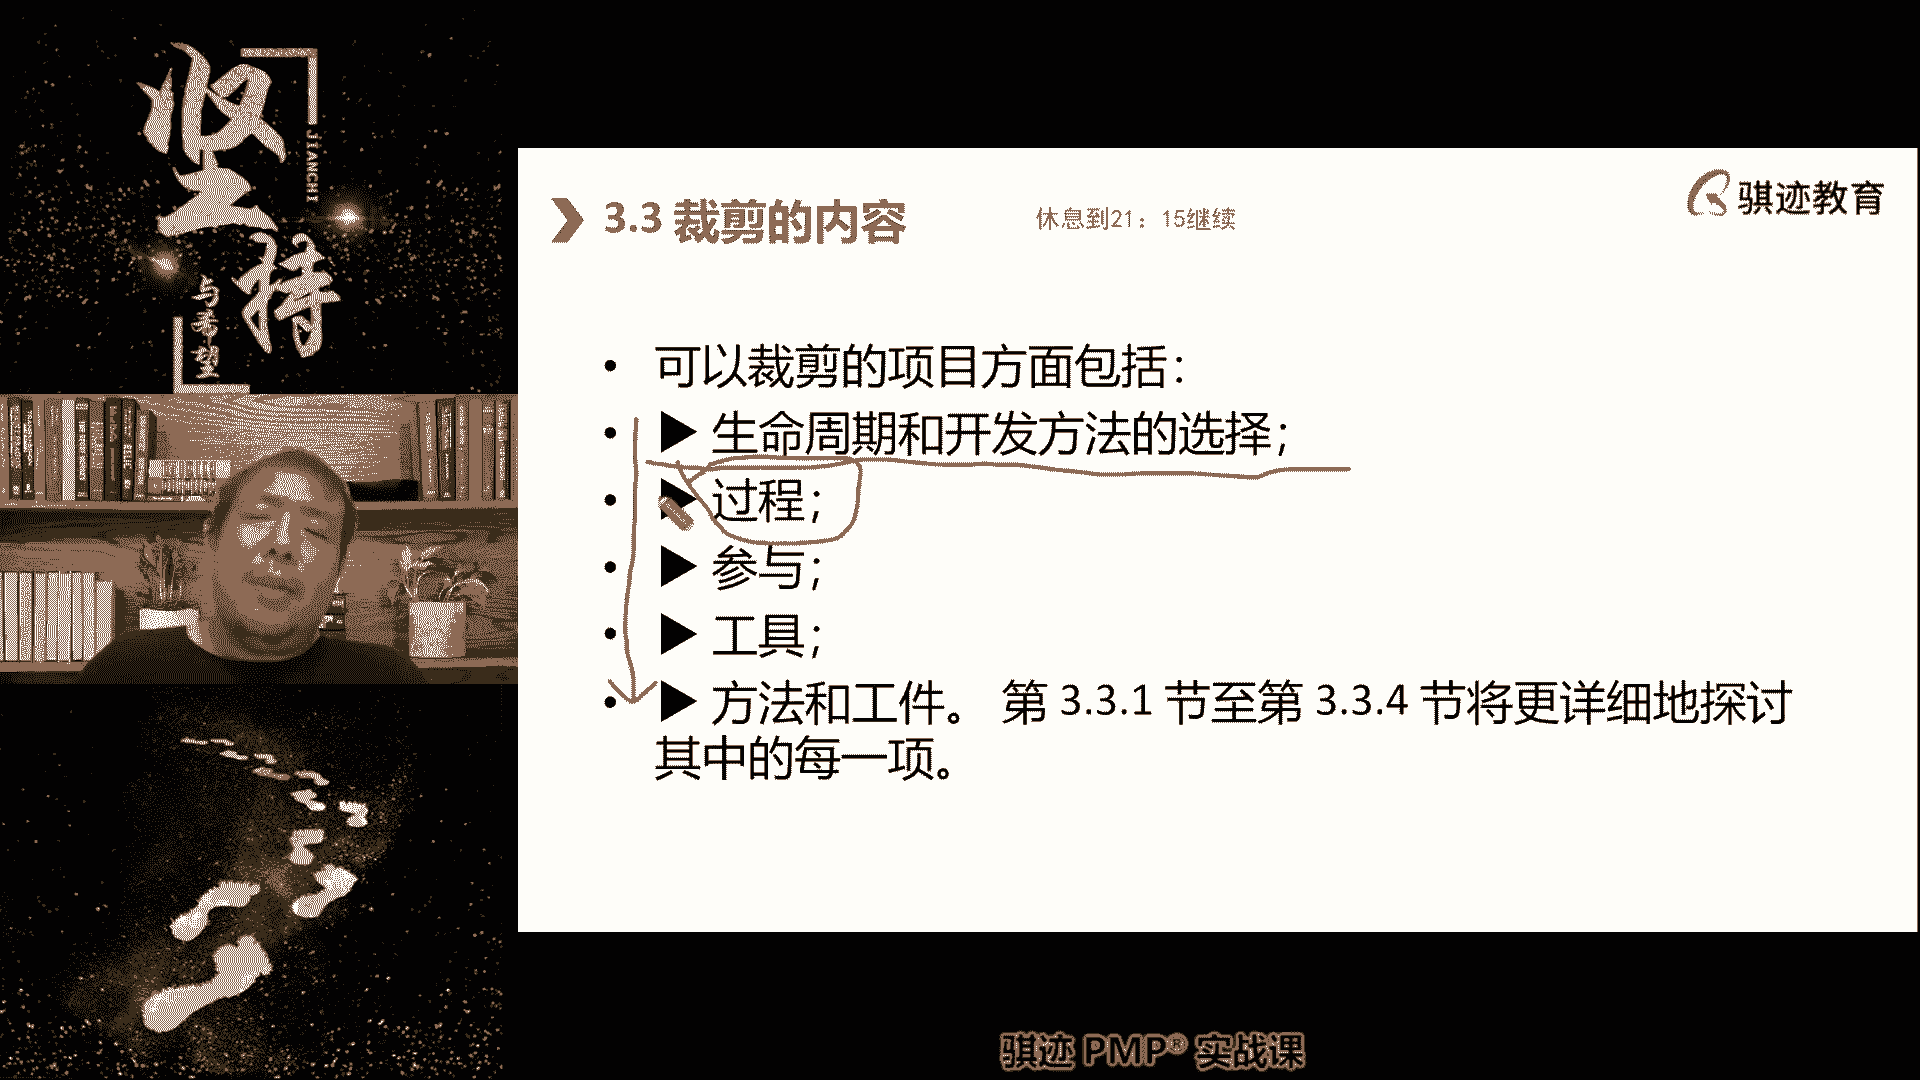 坚持
JIANCHI
与希望
3.3 裁剪的内容
休息到21：15继续
骐迹教育
• 可以裁剪的项目方面包括：
• ▶ 生命周期和开发方法的选择；
• ▶ 过程；
• ▶ 参与；
• ▶ 工具；
• ▶ 方法和工件。 第 3.3.1 节至第 3.3.4 节将更详细地探讨
其中的每一项。
骐迹 PMP® 实战课